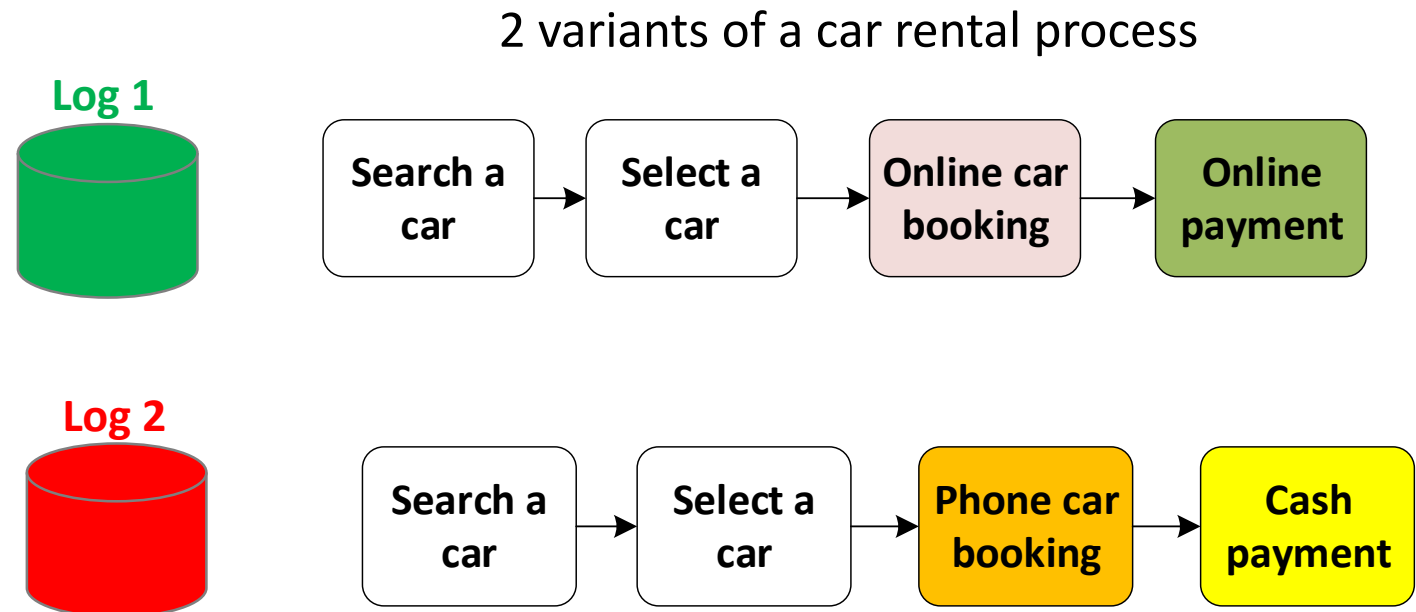 2 variants of a car rental process
Log 1
Search a
car
Select a
car
Online car
booking
Online
payment
Log 2
Search a
car
Select a
car
Phone car
booking
Cash
payment